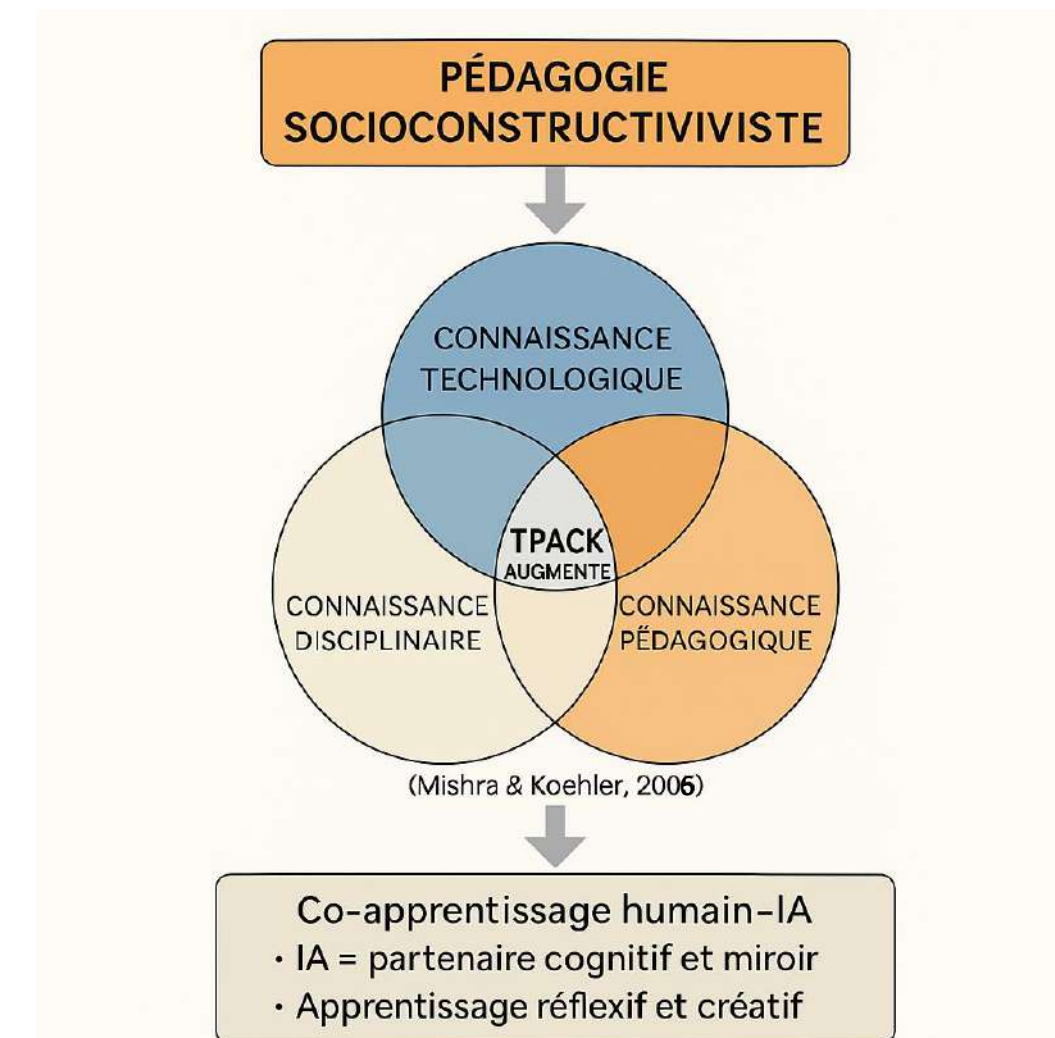 PÉDAGOGIE
SOCIOCONSTRUCTIVIVISTE
CONNAISSANCE
TECHNOLOGIQUE
TPACK
AUGMENTE
CONNAISSANCE
DISCIPLINAIRE
CONNAISSANCE
PËDAGOGIQUE
(Mishra & Koehler, 2006)
Co-apprentissage humain-IA
· IA = partenaire cognitif et miroir
· Apprentissage réflexif et créatif